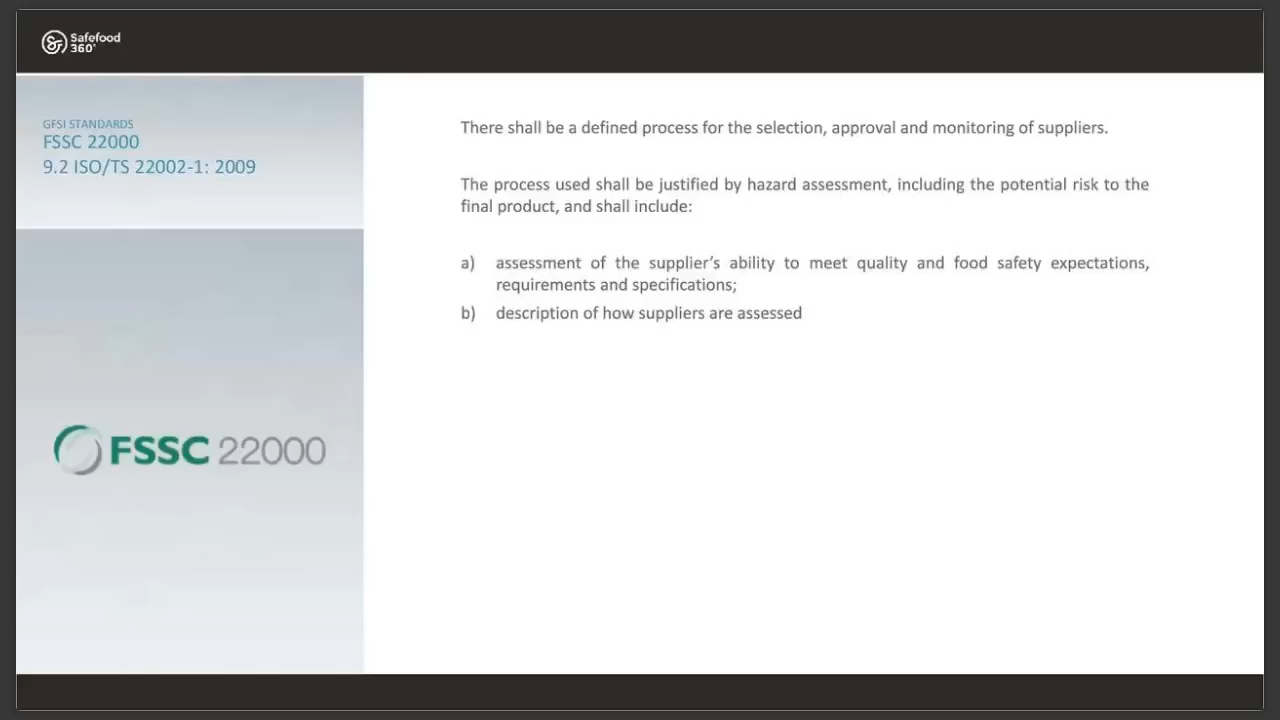 Safefood
360°
GFSI STANDARDS
FSSC 22000
9.2 ISO/TS 22002-1: 2009
There shall be a defined process for the selection, approval and monitoring of suppliers.
The process used shall be justified by hazard assessment, including the potential risk to the
final product, and shall include:
a) assessment of the supplier’s ability to meet quality and food safety expectations,
requirements and specifications;
b) description of how suppliers are assessed
FSSC 22000